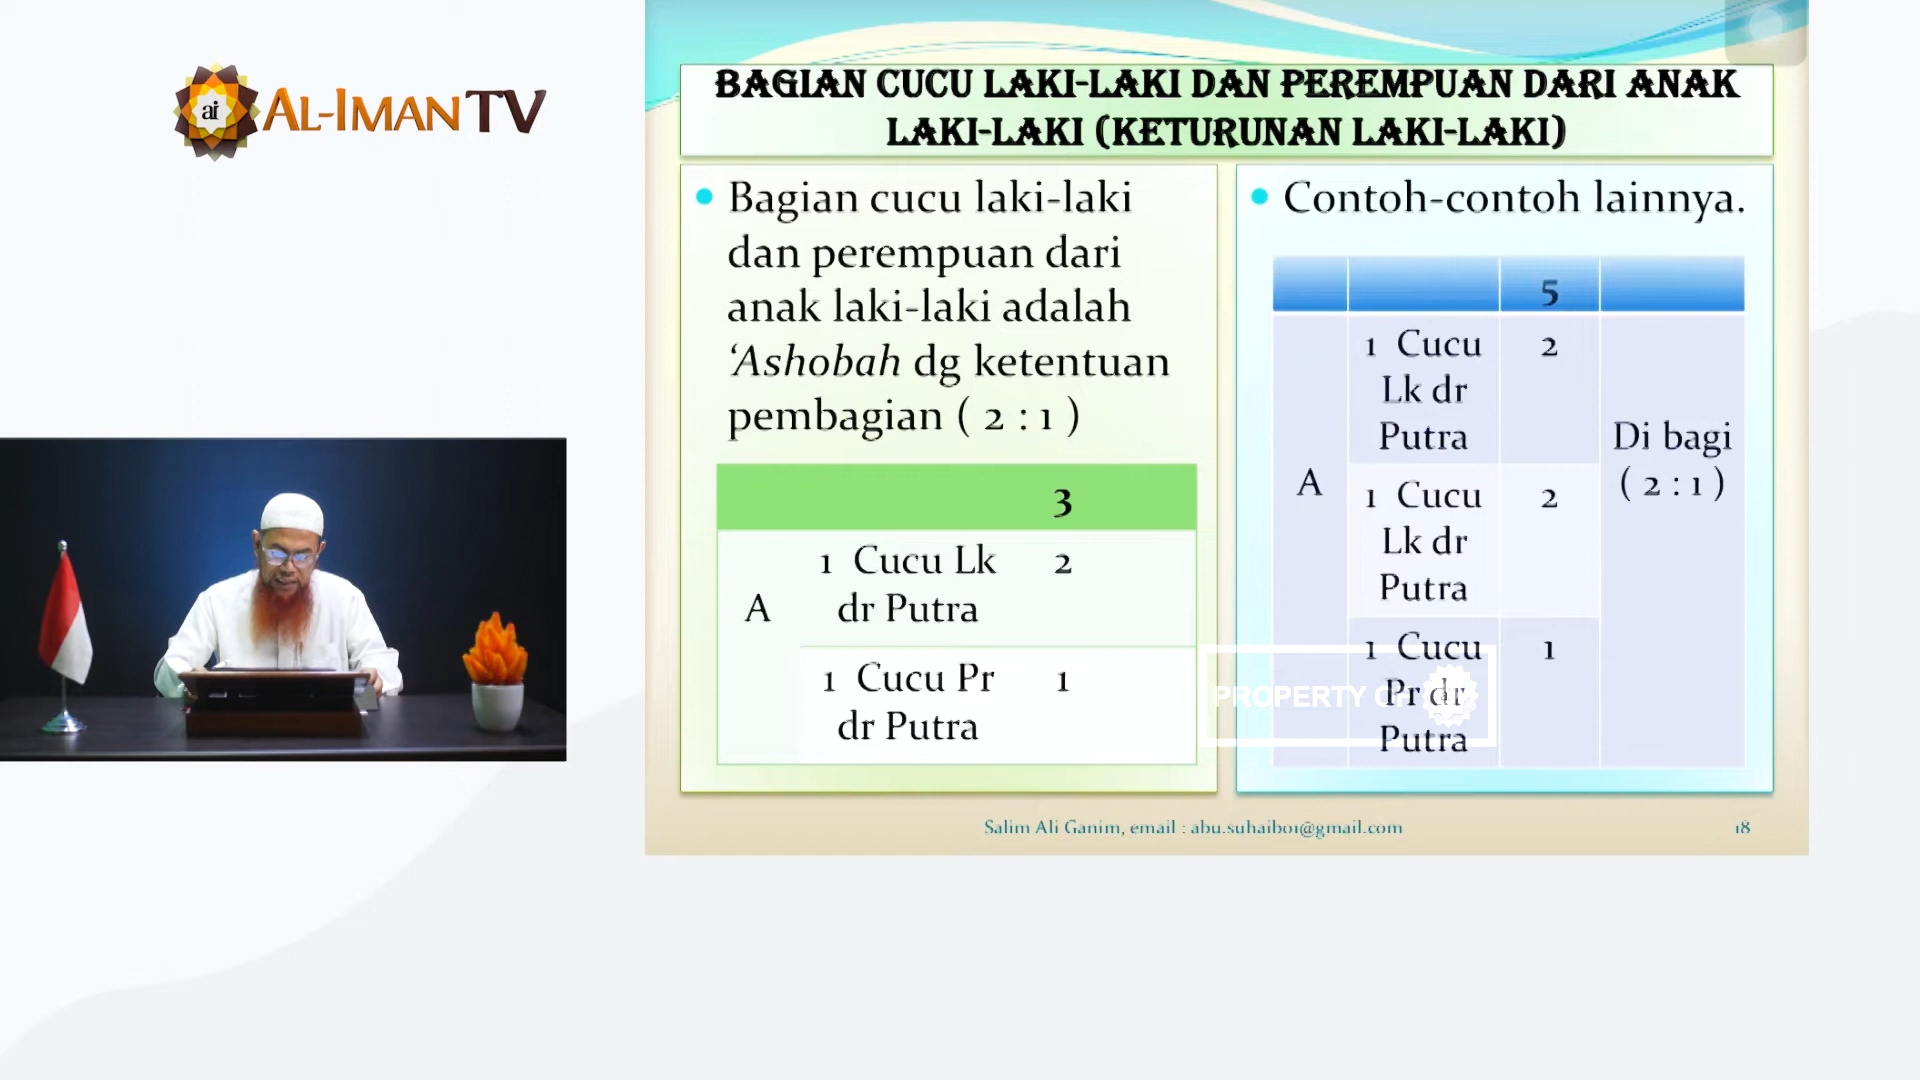 AL-IMAN TV
ai
BAGIAN CUCU LAKI-LAKI DAN PEREMPUAN DARI ANAK
LAKI-LAKI (KETURUNAN LAKI-LAKI)
Bagian cucu laki-laki
dan perempuan dari
anak laki-laki adalah
‘Ashobah dg ketentuan
pembagian ( 2 : 1 )
3
1 Cucu Lk 2
A dr Putra
1 Cucu Pr 1
dr Putra
Contoh-contoh lainnya.
5
1 Cucu 2
Lk dr
Putra
Di bagi
A ( 2 : 1 )
1 Cucu 2
Lk dr
Putra
1 Cucu 1
Pr dr
Putra
PROPERTY OF
Salim Ali Ganim, email : abu.suhaib01@gmail.com 18